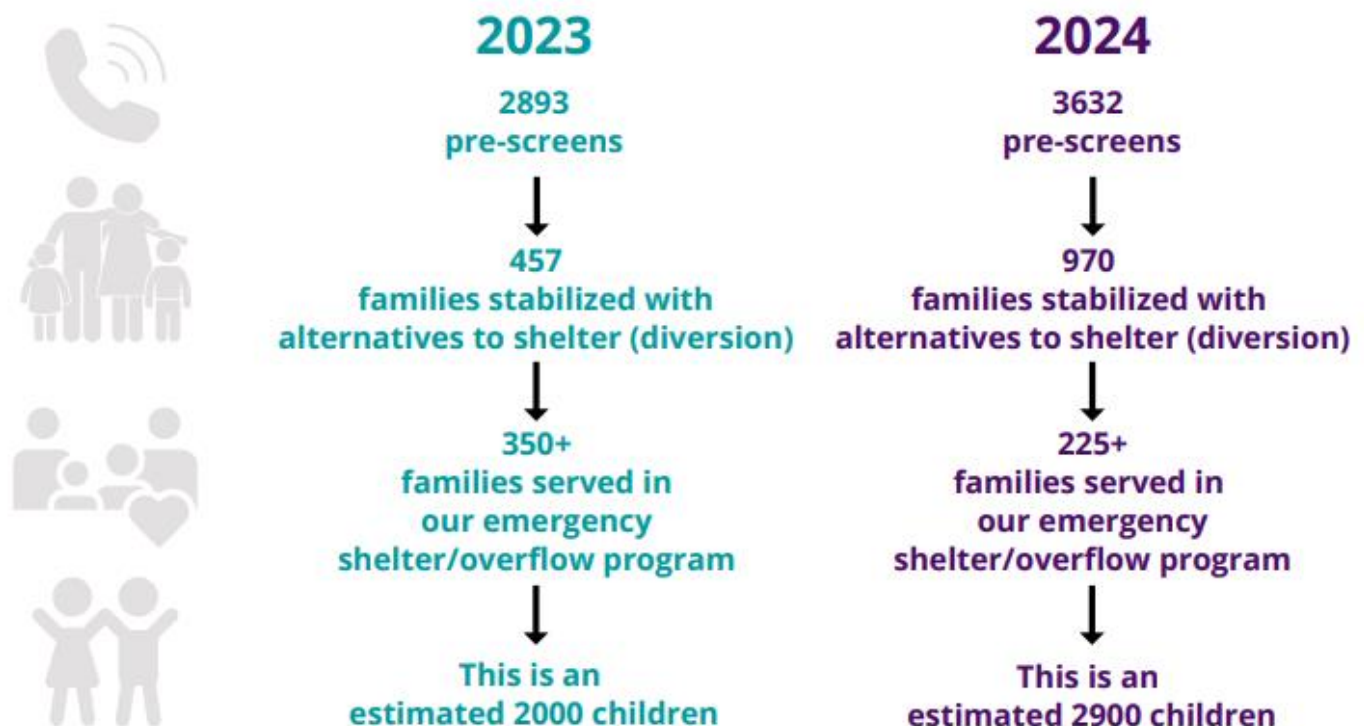 2023
2893
pre-screens
457
families stabilized with
alternatives to shelter (diversion)
350+
families served in
our emergency
shelter/overflow program
This is an
estimated 2000 children
2024
3632
pre-screens
970
families stabilized with
alternatives to shelter (diversion)
225+
families served in
our emergency
shelter/overflow program
This is an
estimated 2900 children